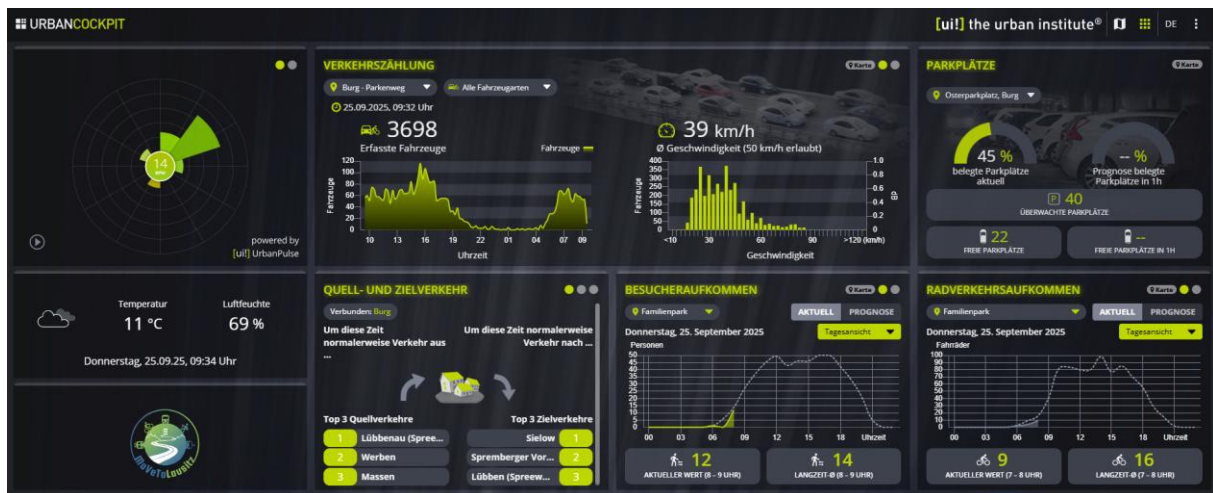 URBANCOCKPIT
[ui!] the urban institute®
DE
14
powered by
[ui!] UrbanPulse
Temperatur
11 °C
Luftfeuchte
69 %
Donnerstag, 25.09.25, 09:34 Uhr
MoveToLausitz
VERKEHRSZÄHLUNG
Karte
Burg - Parkenweg
Alle Fahrzeugarten
25.09.2025, 09:32 Uhr
3698
Erfasste Fahrzeuge
Fahrzeuge
Fahrzeuge
120
100
80
60
40
20
10 13 16 19 22 01 04 07 09
Uhrzeit
39 km/h
Ø Geschwindigkeit (50 km/h erlaubt)
Fahrzeuge
400
350
300
250
200
150
100
50
0
1.0
0.8
0.6
0.4
0.2
0
<10 30 60 90 >120 (km/h)
Geschwindigkeit
PARKPLÄTZE
Karte
Osterparkplatz, Burg
45 %
belegte Parkplätze
aktuell
-- %
Prognose belegte
Parkplätze in 1h
P 40
ÜBERWACHTE PARKPLÄTZE
22
FREIE PARKPLÄTZE
--
FREIE PARKPLÄTZE IN 1H
QUELL- UND ZIELVERKEHR
Verbunden: Burg
Um diese Zeit
normalerweise Verkehr aus
...
Um diese Zeit normalerweise
Verkehr nach ...
Top 3 Quellverkehre
1 Lübbenau (Spree...
2 Werben
3 Massen
Top 3 Zielverkehre
Sielow 1
Spremberger Vor... 2
Lübben (Spreew... 3
BESUCHERAUFKOMMEN
Karte
Familienpark
AKTUELL PROGNOSE
Donnerstag, 25. September 2025
Tagesansicht
Personen
50
45
40
35
30
25
20
15
10
5
0
00 03 06 09 12 15 18 Uhrzeit
12
AKTUELLER WERT (8 – 9 UHR)
14
LANGZEIT-Ø (8 – 9 UHR)
RADVERKEHRSAUFKOMMEN
Karte
Familienpark
AKTUELL PROGNOSE
Donnerstag, 25. September 2025
Tagesansicht
Fahrräder
100
90
80
70
60
50
40
30
20
10
0
00 03 06 09 12 15 18 Uhrzeit
9
AKTUELLER WERT (7 – 8 UHR)
16
LANGZEIT-Ø (7 – 8 UHR)